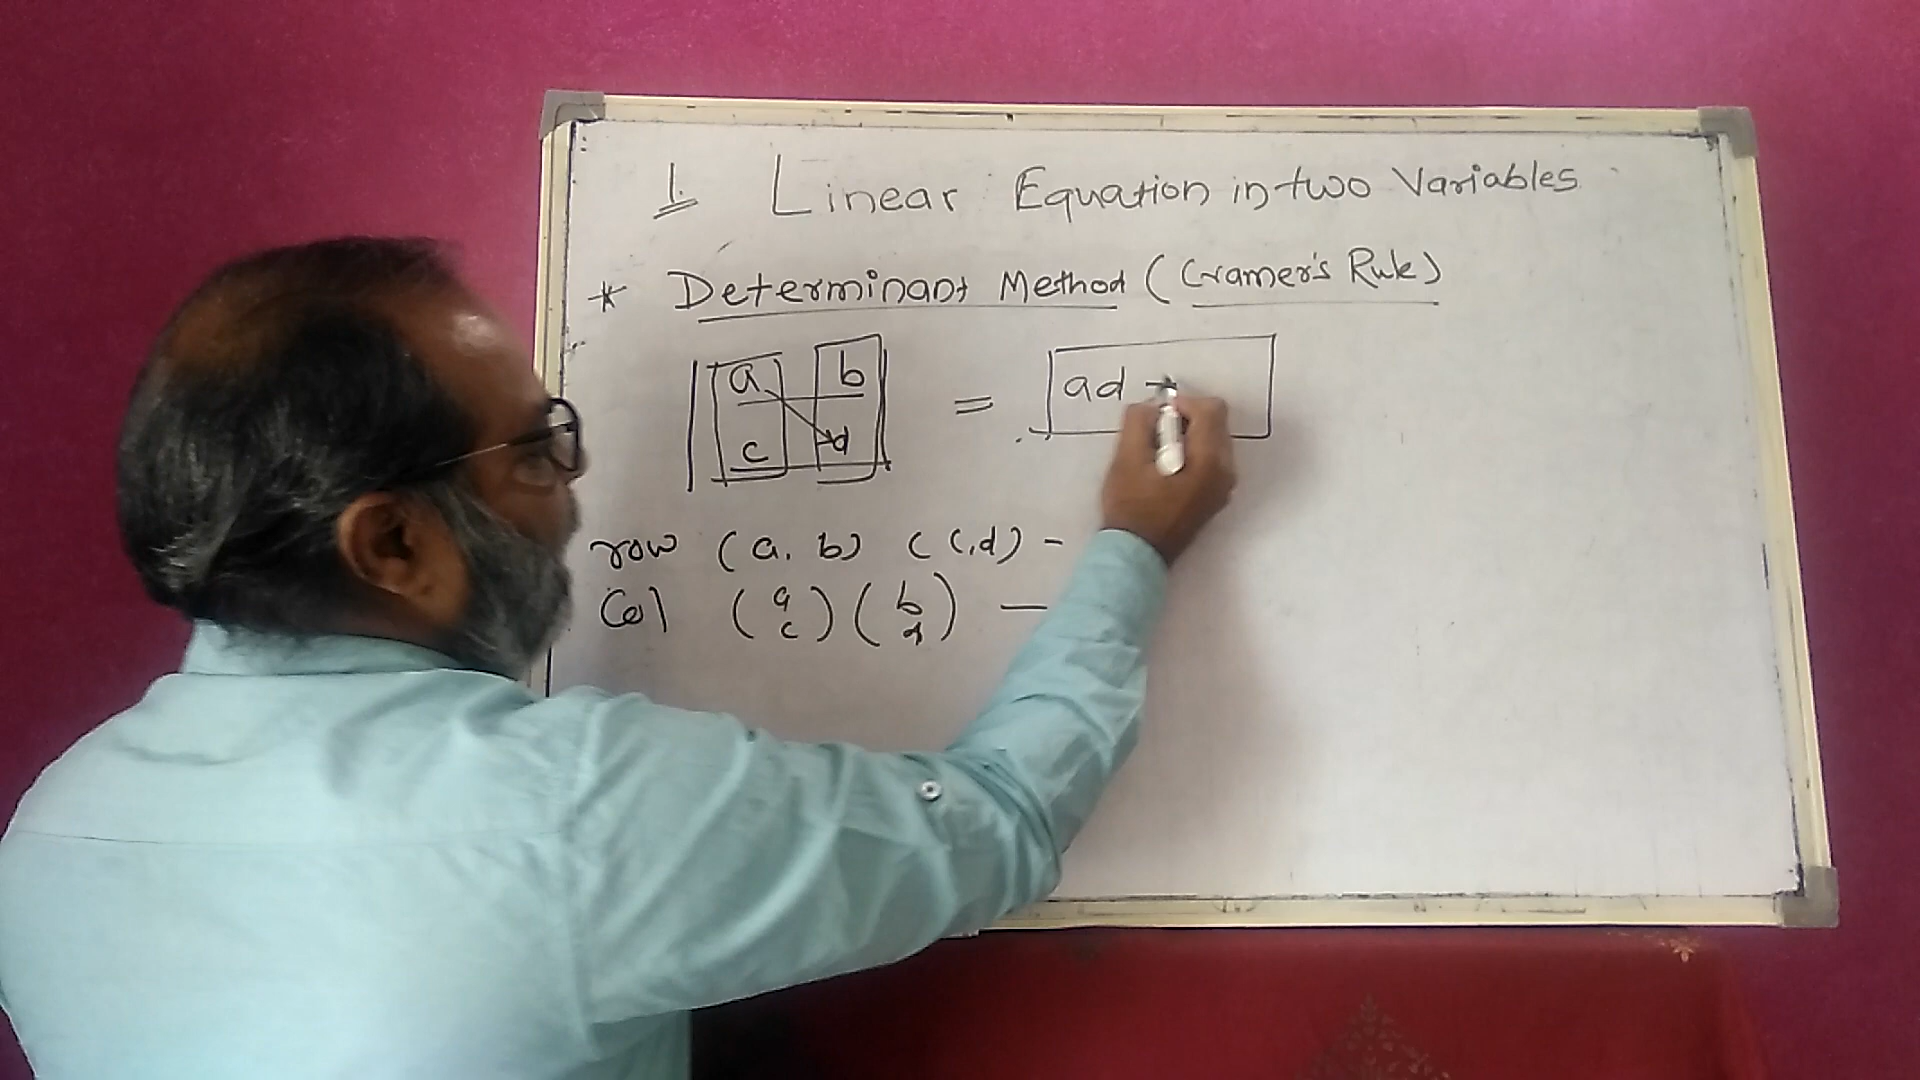 1. Linear Equation in two Variables
* Determinant Method (Cramer's Rule)
a b
c d = ad -
row (a, b) (c, d) -
Col (a c) (b d) —